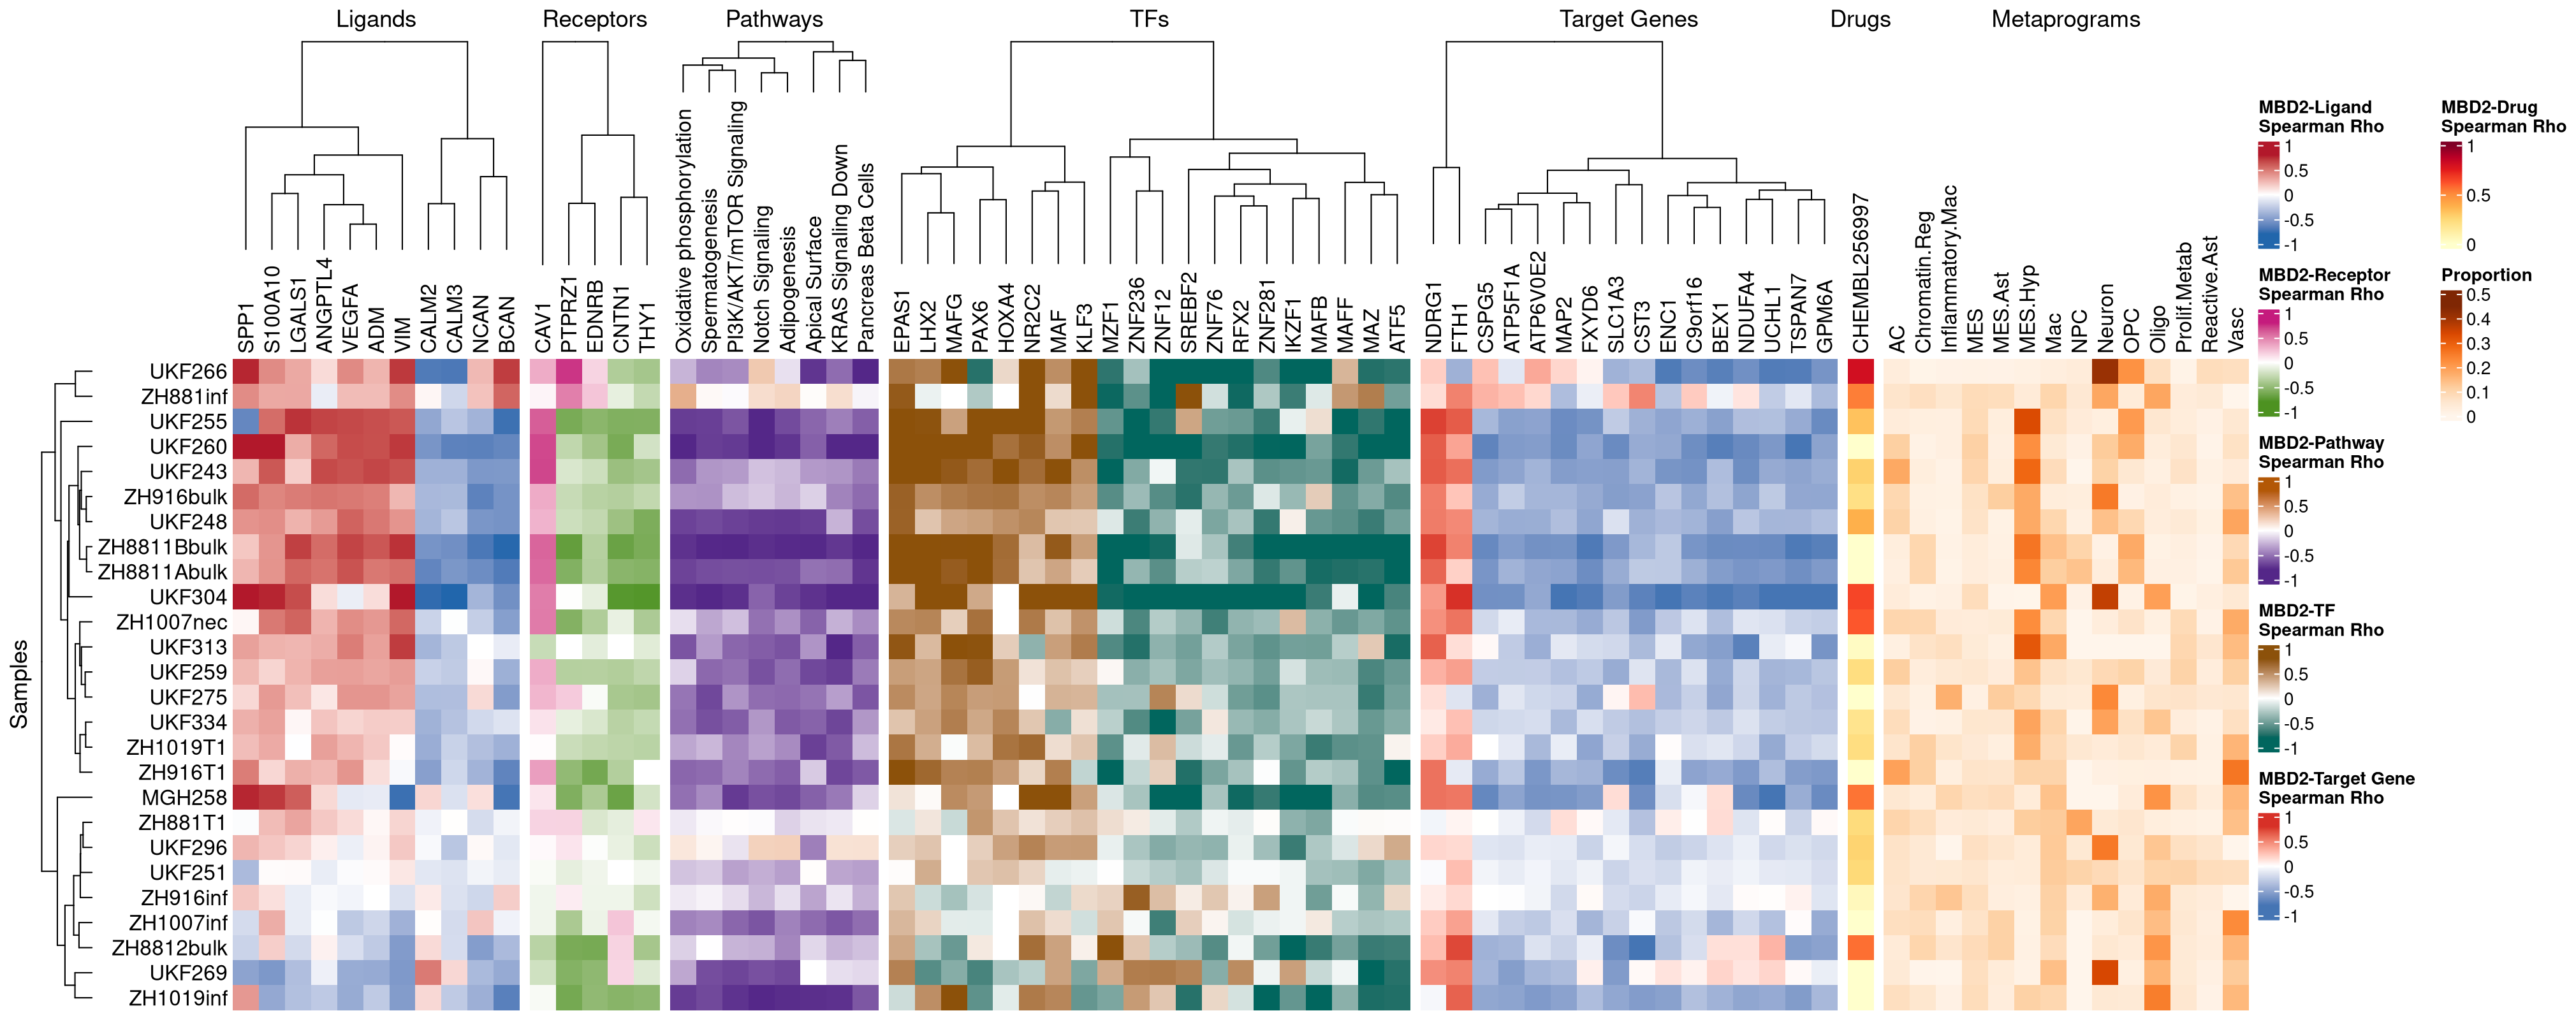 Ligands
Receptors
Pathways
TFs
Target Genes
Drugs
Metaprograms
SPP1
S100A10
LGALS1
ANGPTL4
VEGFA
ADM
VIM
CALM2
CALM3
NCAN
BCAN
CAV1
PTPRZ1
EDNRB
CNTN1
THY1
Oxidative phosphorylation
Spermatogenesis
PI3K/AKT/mTOR Signaling
Notch Signaling
Adipogenesis
Apical Surface
KRAS Signaling Down
Pancreas Beta Cells
EPAS1
LHX2
MAFG
PAX6
HOXA4
NR2C2
MAF
KLF3
MZF1
ZNF236
ZNF12
SREBF2
ZNF76
RFX2
ZNF281
IKZF1
MAFB
MAFF
MAZ
ATF5
NDRG1
FTH1
CSPG5
ATP5F1A
ATP6V0E2
MAP2
FXYD6
SLC1A3
CST3
ENC1
C9orf16
BEX1
NDUFA4
UCHL1
TSPAN7
GPM6A
CHEMBL256997
AC
Chromatin.Reg
Inflammatory.Mac
MES
MES.Ast
MES.Hyp
Mac
NPC
Neuron
OPC
Oligo
Prolif.Metab
Reactive.Ast
Vasc
Samples
UKF266
ZH881inf
UKF255
UKF260
UKF243
ZH916bulk
UKF248
ZH8811Bbulk
ZH8811Abulk
UKF304
ZH1007nec
UKF313
UKF259
UKF275
UKF334
ZH1019T1
ZH916T1
MGH258
ZH881T1
UKF296
UKF251
ZH916inf
ZH1007inf
ZH8812bulk
UKF269
ZH1019inf
MBD2-Ligand
Spearman Rho
1
0.5
0
-0.5
-1
MBD2-Receptor
Spearman Rho
1
0.5
0
-0.5
-1
MBD2-Pathway
Spearman Rho
1
0.5
0
-0.5
-1
MBD2-TF
Spearman Rho
1
0.5
0
-0.5
-1
MBD2-Target Gene
Spearman Rho
1
0.5
0
-0.5
-1
MBD2-Drug
Spearman Rho
1
0.5
0
Proportion
0.5
0.4
0.3
0.2
0.1
0